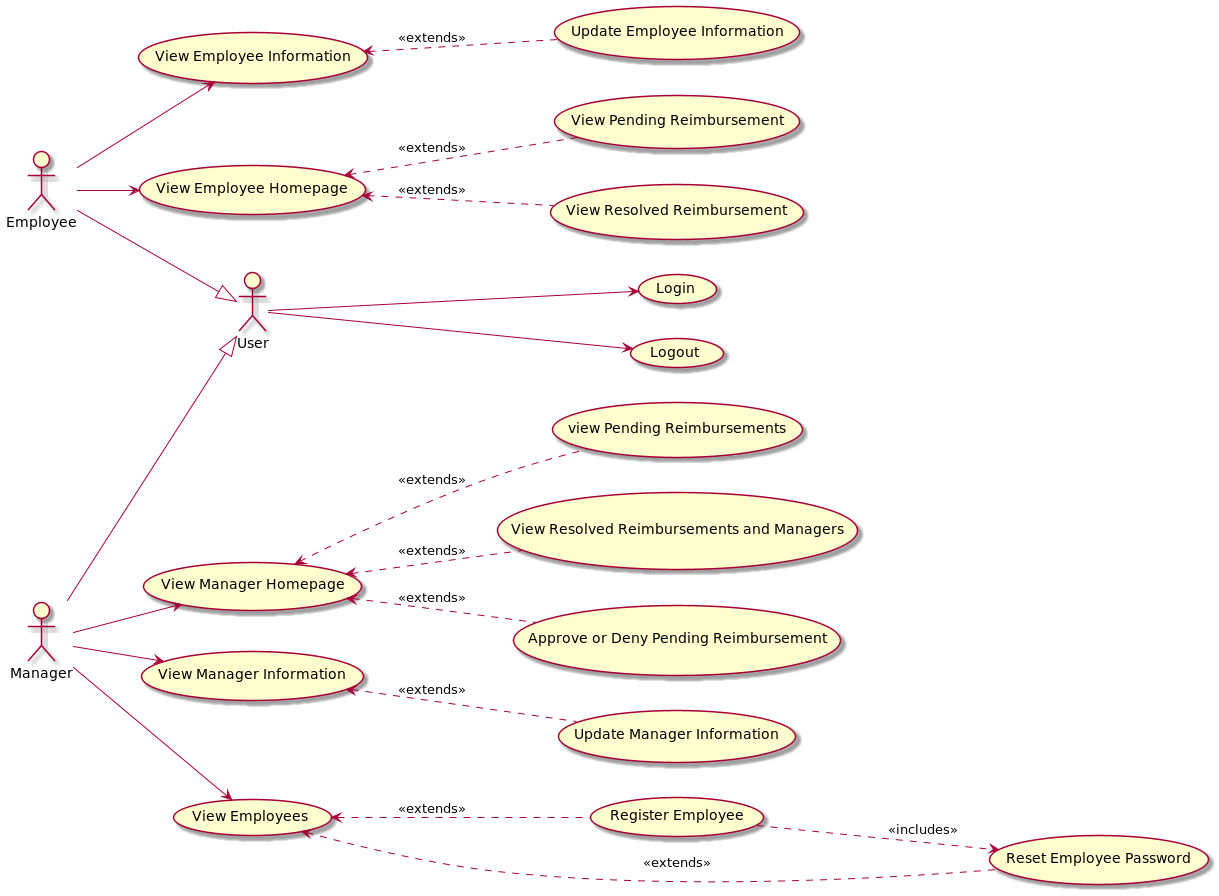 «extends»
Update Employee Information
View Employee Information
View Pending Reimbursement
«extends»
View Employee Homepage
«extends»
View Resolved Reimbursement
Employee
Login
User
Logout
view Pending Reimbursements
«extends»
View Resolved Reimbursements and Managers
«extends»
View Manager Homepage
«extends»
Approve or Deny Pending Reimbursement
Manager
View Manager Information
«extends»
Update Manager Information
«extends»
View Employees
Register Employee
«includes»
«extends»
Reset Employee Password